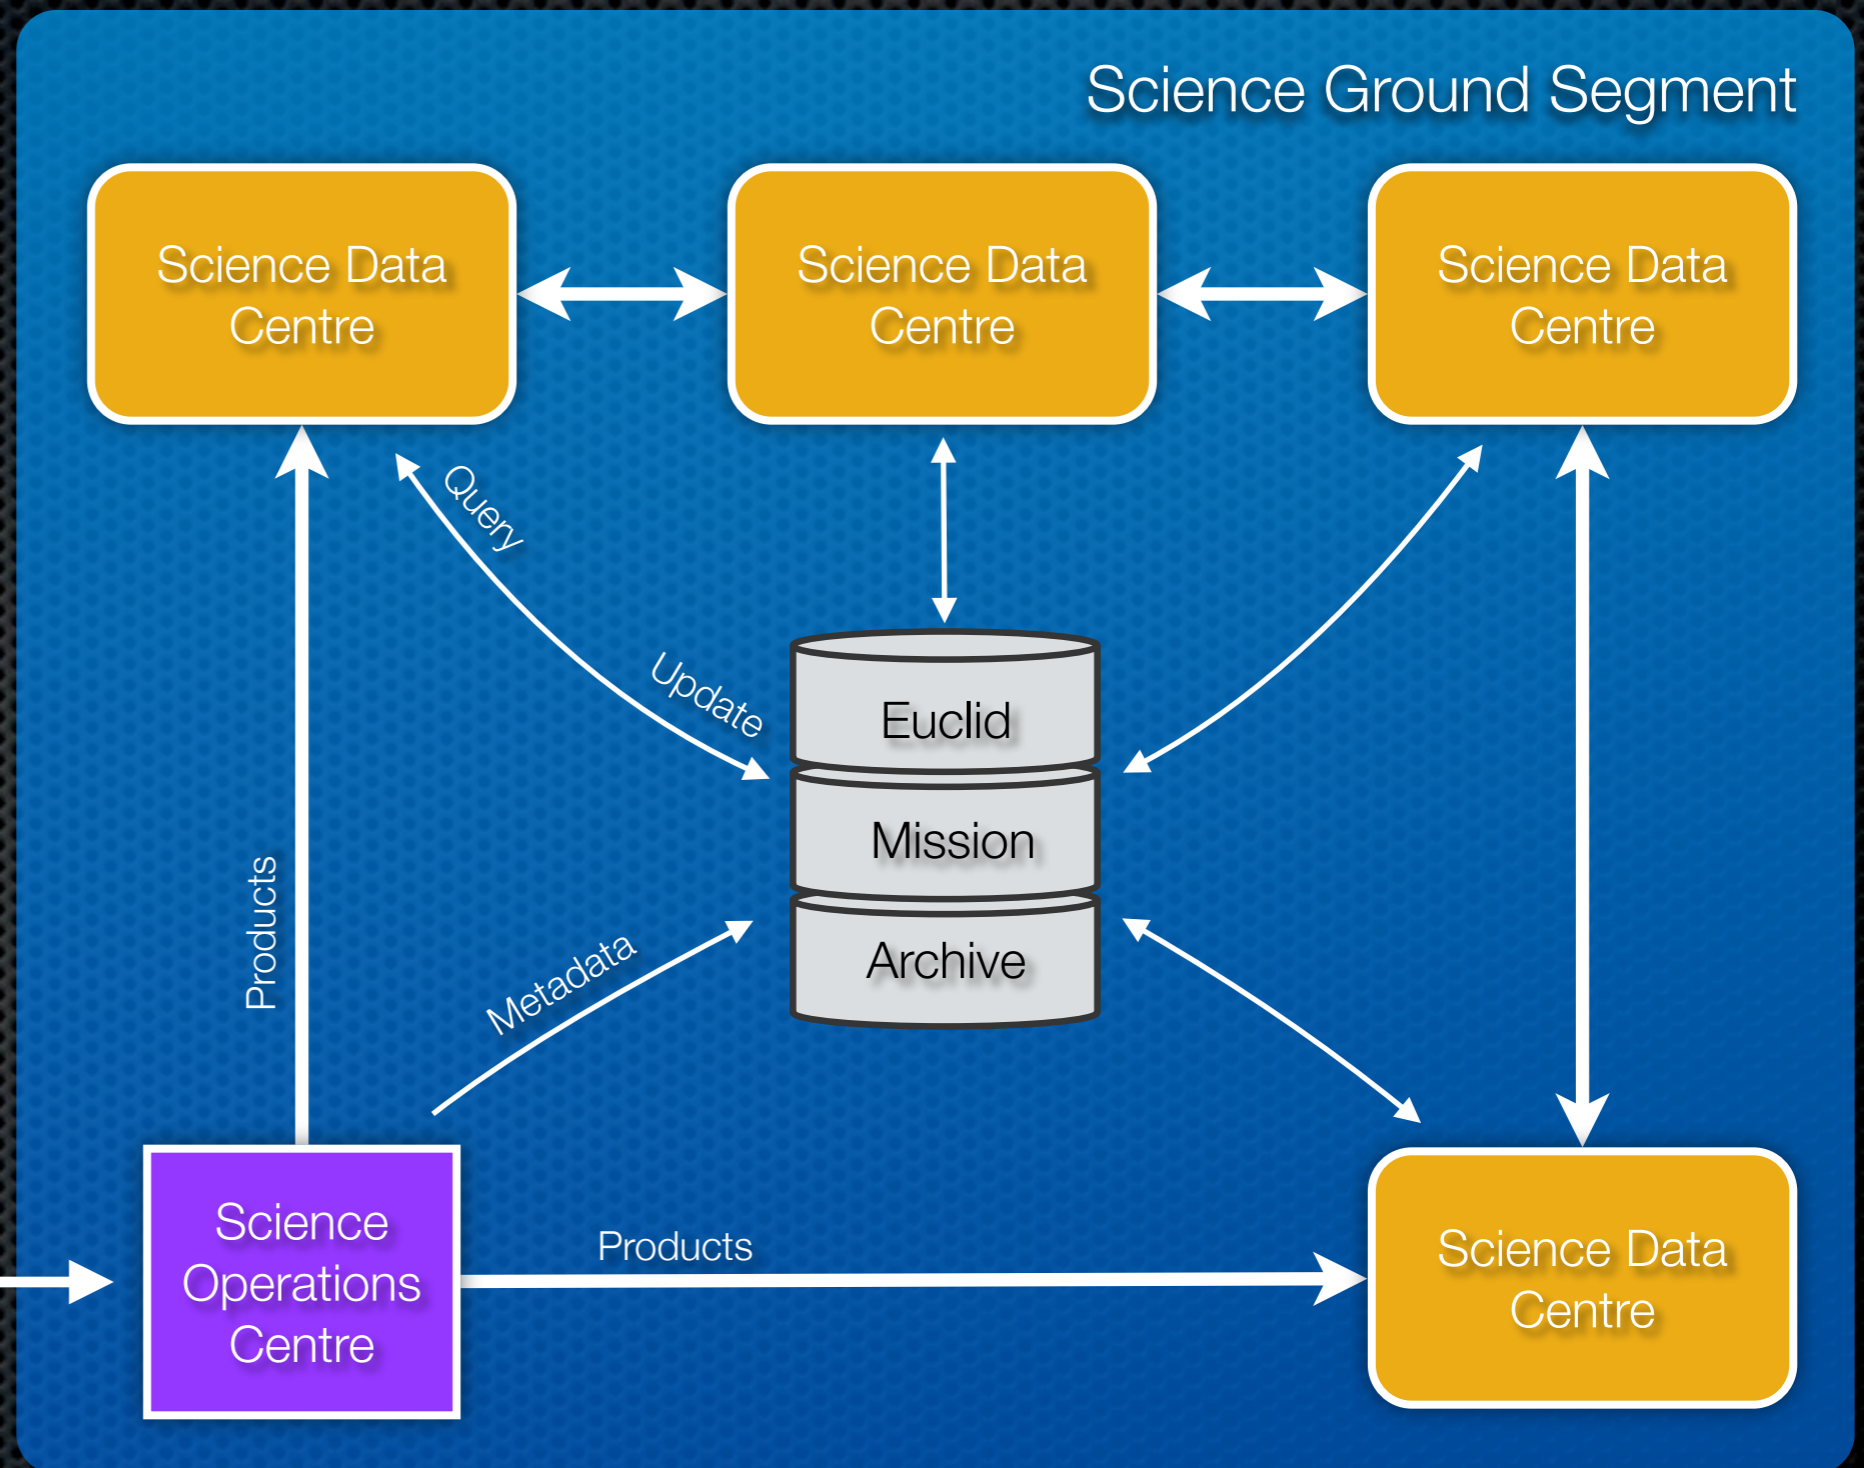 Science Ground Segment
Science Data
Centre
Science Data
Centre
Science Data
Centre
Query
Update
Euclid
Mission
Archive
Products
Metadata
Science
Operations
Centre
Products
Science Data
Centre